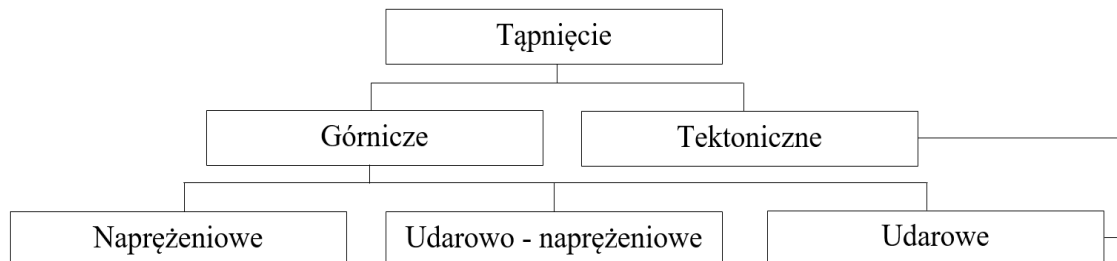 Tąpnięcie
Górnicze
Tektoniczne
Naprężeniowe
Udarowo - naprężeniowe
Udarowe